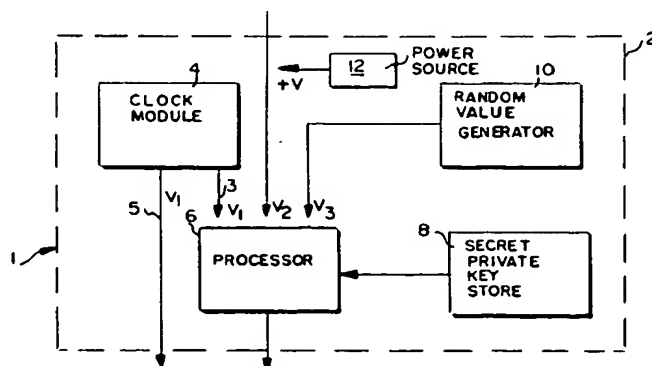 POWER
SOURCE
12
+V
2
4
CLOCK
MODULE
10
RANDOM
VALUE
GENERATOR
3
5
V1
V1
V2
V3
6
PROCESSOR
8
SECRET
PRIVATE
KEY
STORE
1